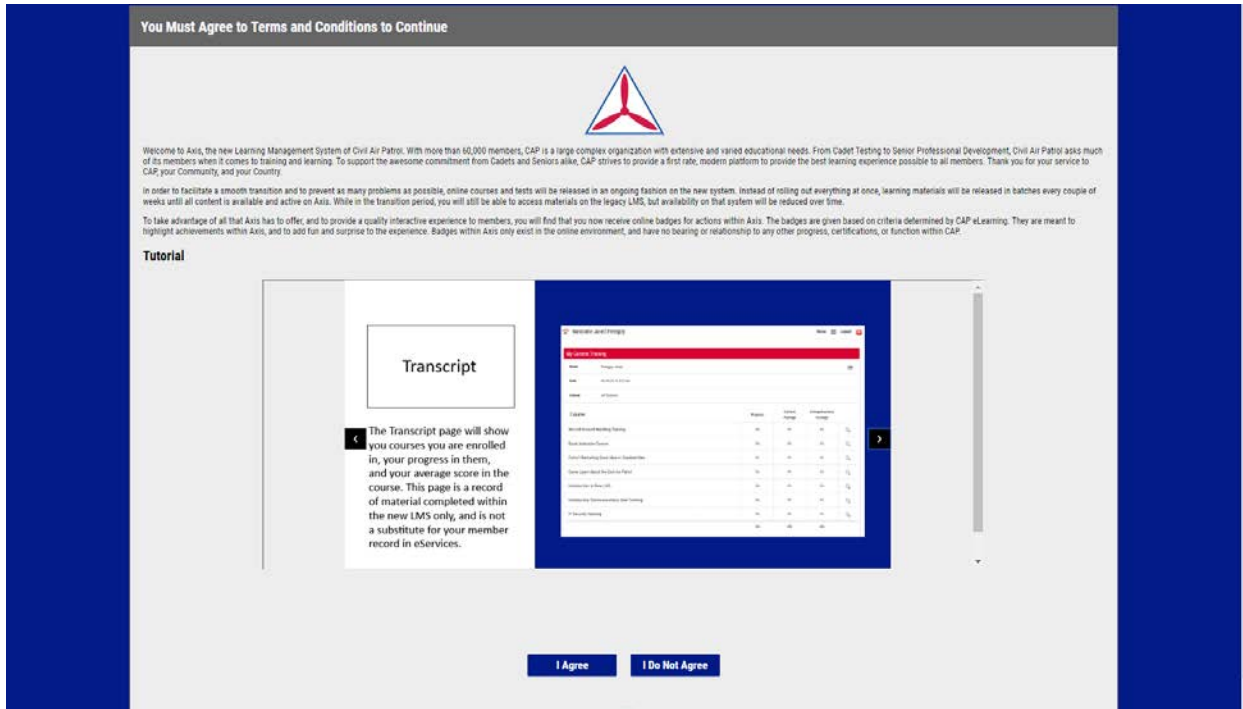 You Must Agree to Terms and Conditions to Continue
Welcome to Axis, the new Learning Management System of Civil Air Patrol. With more than 60,000 members, CAP is a large complex organization with extensive and varied educational needs. From Cadet Testing to Senior Professional Development, Civil Air Patrol asks much
of its members when it comes to training and learning. To support the awesome commitment from Cadets and Seniors alike, CAP strives to provide a first rate, modern platform to provide the best learning experience possible to all members. Thank you for your service to
CAP, your Community, and your Country.
In order to facilitate a smooth transition and to prevent as many problems as possible, online courses and tests will be released in an ongoing fashion on the new system. Instead of rolling out everything at once, learning materials will be released in batches every couple of
weeks until all content is available and active on Axis. While in the transition period, you will still be able to access materials on the legacy LMS, but availability on that system will be reduced over time.
To take advantage of all that Axis has to offer, and to provide a quality interactive experience to members, you will find that you now receive online badges for actions within Axis. The badges are given based on criteria determined by CAP eLearning. They are meant to
highlight achievements within Axis, and to add fun and surprise to the experience. Badges within Axis only exist in the online environment, and have no bearing or relationship to any other progress, certifications, or function within CAP.
Tutorial
Transcript
The Transcript page will show
you courses you are enrolled
in, your progress in them,
and your average score in the
course. This page is a record
of material completed within
the new LMS only, and is not
a substitute for your member
record in eServices.
My General Training
Course
Progress
I Agree
I Do Not Agree